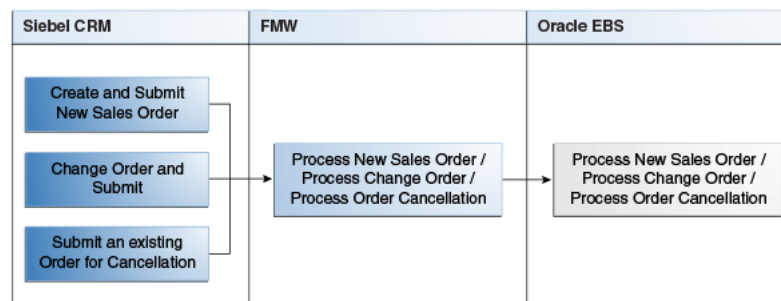 Siebel CRM
FMW
Oracle EBS
Create and Submit
New Sales Order
Change Order and
Submit
Submit an existing
Order for Cancellation
Process New Sales Order /
Process Change Order /
Process Order Cancellation
Process New Sales Order /
Process Change Order /
Process Order Cancellation